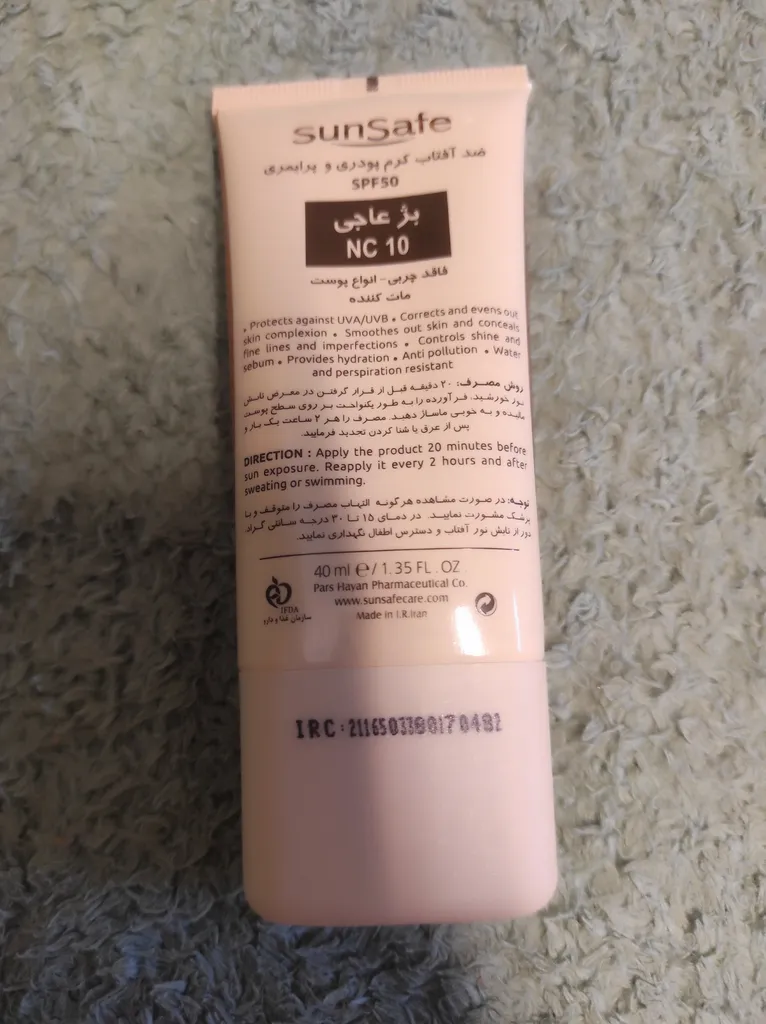 sunSafe
ضد آفتاب کرم پودری و پرایمری
SPF50
بژ عاجی
NC 10
فاقد چربی - انواع پوست
مات کننده
• Protects against UVA/UVB • Corrects and evens out
skin complexion • Smoothes out skin and conceals
fine lines and imperfections • Controls shine and
sebum • Provides hydration • Anti pollution • Water
and perspiration resistant
روش مصرف: ۲۰ دقیقه قبل از قرار گرفتن در معرض تابش
نور خورشید، فرآورده را به طور یکنواخت بر روی سطح پوست
مالیده و به خوبی ماساژ دهید. مصرف را هر ۲ ساعت یک بار و
پس از عرق یا شنا کردن تجدید فرمایید.
DIRECTION : Apply the product 20 minutes before
sun exposure. Reapply it every 2 hours and after
sweating or swimming.
توجه: در صورت مشاهده هرگونه التهاب مصرف را متوقف و با
پزشک مشورت نمایید. در دمای ۱۵ تا ۳۰ درجه سانتی گراد،
دور از تابش نور آفتاب و دسترس اطفال نگهداری نمایید.
40 ml ℮ / 1.35 FL . OZ
Pars Hayan Pharmaceutical Co.
www.sunsafecare.com
Made in I.R.Iran
IFDA
سازمان غذا و دارو
IRC: